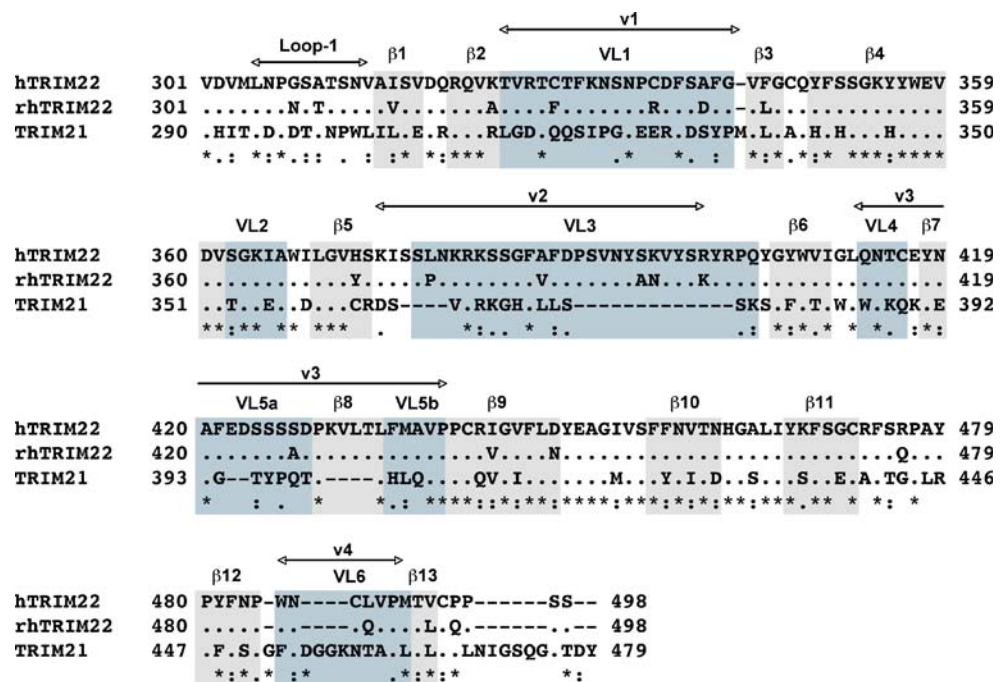 v1
Loop-1 β1 β2 VL1 β3 β4
hTRIM22 301 VDVMLNPGSATSNVAISVDQRQVKTVRTCTFKNSNPCDFSAFG-VFGCQYFSSGKYYWEV 359
rhTRIM22 301 .......N.T.....V.......A....F.......R...D..-.L.............. 359
TRIM21 290 .HIT.D.DT.NPWLIL.E.R...RLGD.QQSIPG.EER.DSYPM.L.A.H.H...H.... 350
*.: **:*.. . .: :.** *** * .* *. : *:* .*:*: ***:*****
v2 v3
VL2 β5 VL3 β6 VL4 β7
hTRIM22 360 DVSGKIAWILGVHSKISSLNKRKSSGFAFDPSVNYSKVYSRYRPQYGYWVIGLQNTCEYN 419
rhTRIM22 360 ............Y.....P........V.......AN...K................... 419
TRIM21 351 ..T..E..D...CRDS----V.RKGH.LLS-------------SKS.F.T.W.W.KQK.E 392
**:** ** *** . *:. *:. .: *:*.* * *. .*:
v3
VL5a β8 VL5b β9 β10 β11
hTRIM22 420 AFEDSSSSDPKVLTLFMAVPPCRIGVFLDYEAGIVSFFNVTNHGALIYKFSGCRFSRPAY 479
rhTRIM22 420 .......A...............V....N...........................Q... 479
TRIM21 393 .G--TYPQT-----.HLQ....QV.I.......M...Y.I.D..S...S..E.A.TG.LR 446
* : . * *.: ****::*:*******:***:*:*:**.*** ** * *. *
v4
β12 VL6 β13
hTRIM22 480 PYFNP-WN----CLVPMTVCPP------SS-- 498
rhTRIM22 480 .....-..----.Q....L.Q.------..-- 498
TRIM21 447 .F.S.GF.DGGKNTA.L.L..LNIGSQG.TDY 479
*:*.* :* . .*:*:** *: